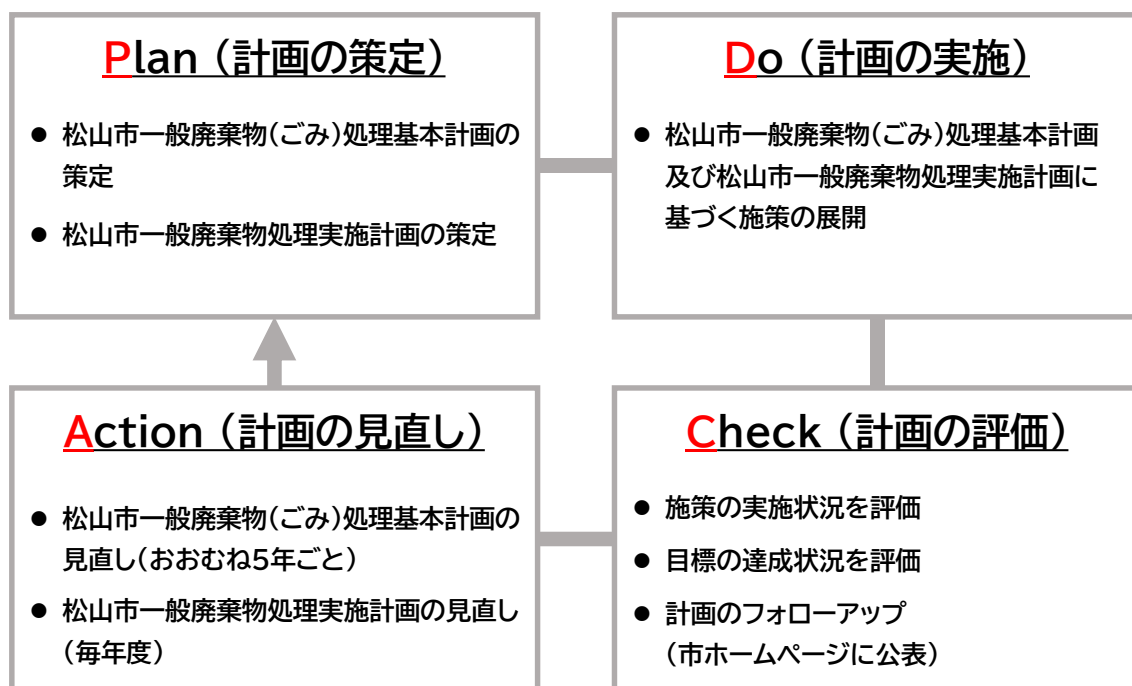 Plan（計画の策定）
● 松山市一般廃棄物（ごみ）処理基本計画の
策定
● 松山市一般廃棄物処理実施計画の策定
Do（計画の実施）
● 松山市一般廃棄物（ごみ）処理基本計画
及び松山市一般廃棄物処理実施計画に
基づく施策の展開
Check（計画の評価）
● 施策の実施状況を評価
● 目標の達成状況を評価
● 計画のフォローアップ
（市ホームページに公表）
Action（計画の見直し）
● 松山市一般廃棄物（ごみ）処理基本計画の
見直し（おおむね5年ごと）
● 松山市一般廃棄物処理実施計画の見直し
（毎年度）